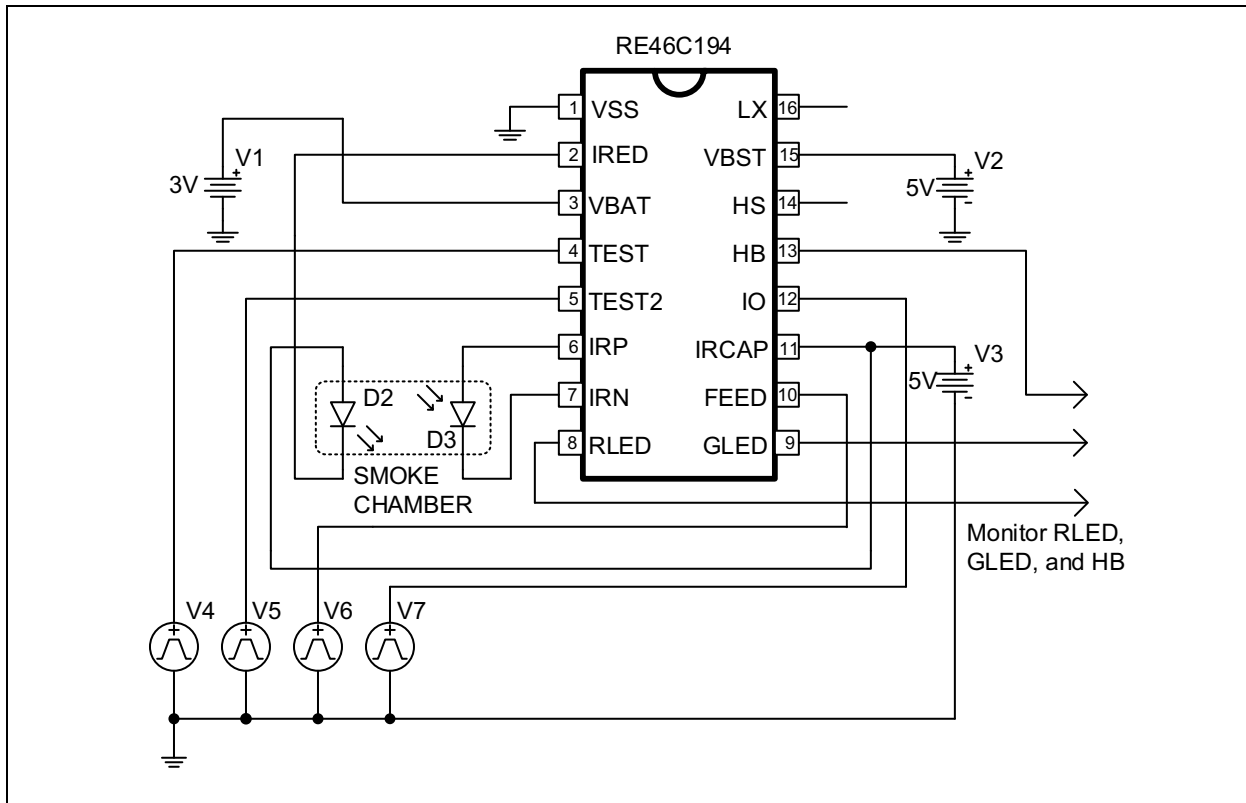 RE46C194
1 VSS
2 IRED
3 VBAT
4 TEST
5 TEST2
6 IRP
7 IRN
8 RLED
LX 16
VBST 15
HS 14
HB 13
IO 12
IRCAP 11
FEED 10
GLED 9
+ V1
3V
+ V2
5V
-
+ V3
5V
-
D2
D3
SMOKE
CHAMBER
Monitor RLED,
GLED, and HB
V4
+
V5
+
V6
+
V7
+